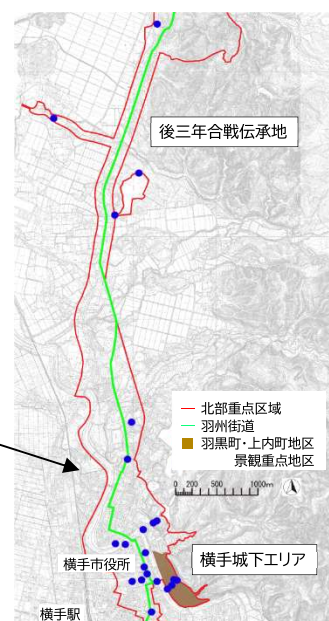 後三年合戦伝承地
北部重点区域
羽州街道
羽黒町・上内町地区
景観重点地区
0 200 500 1000m
横手市役所
横手城下エリア
横手駅